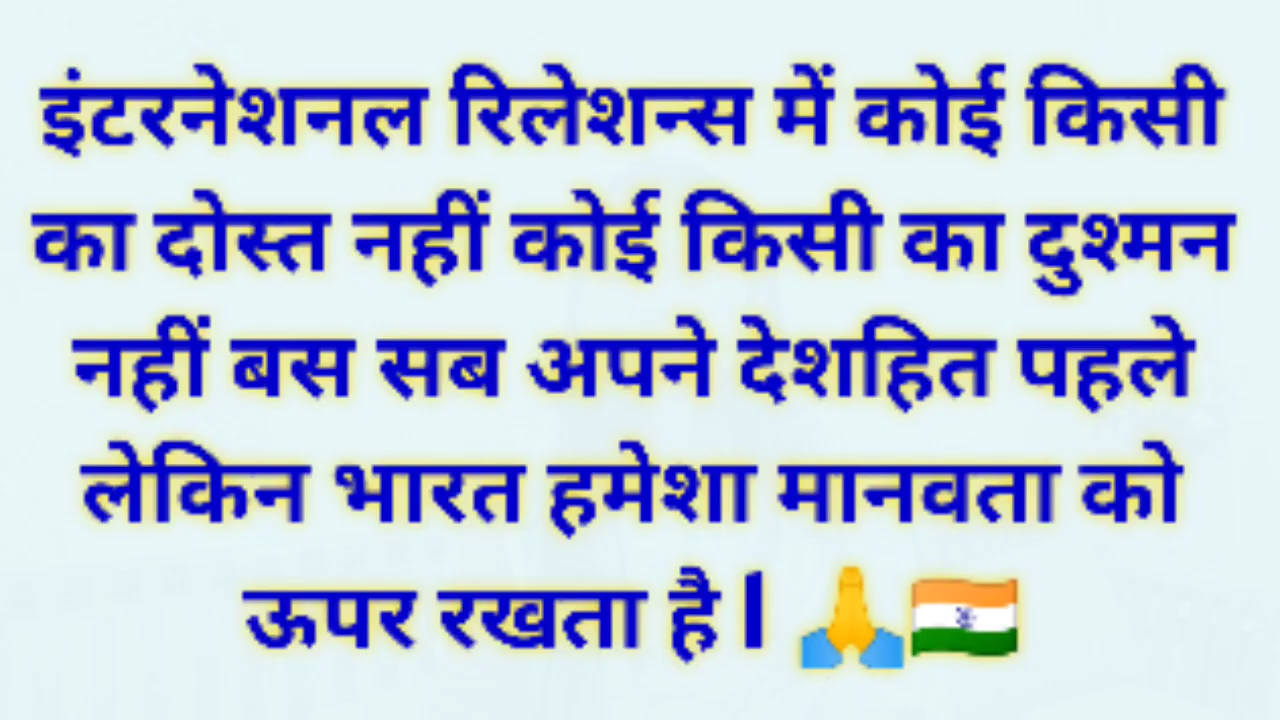 इंटरनेशनल रिलेशन्स में कोई किसी
का दोस्त नहीं कोई किसी का दुश्मन
नहीं बस सब अपने देशहित पहले
लेकिन भारत हमेशा मानवता को
ऊपर रखता है। 🙏🇮🇳